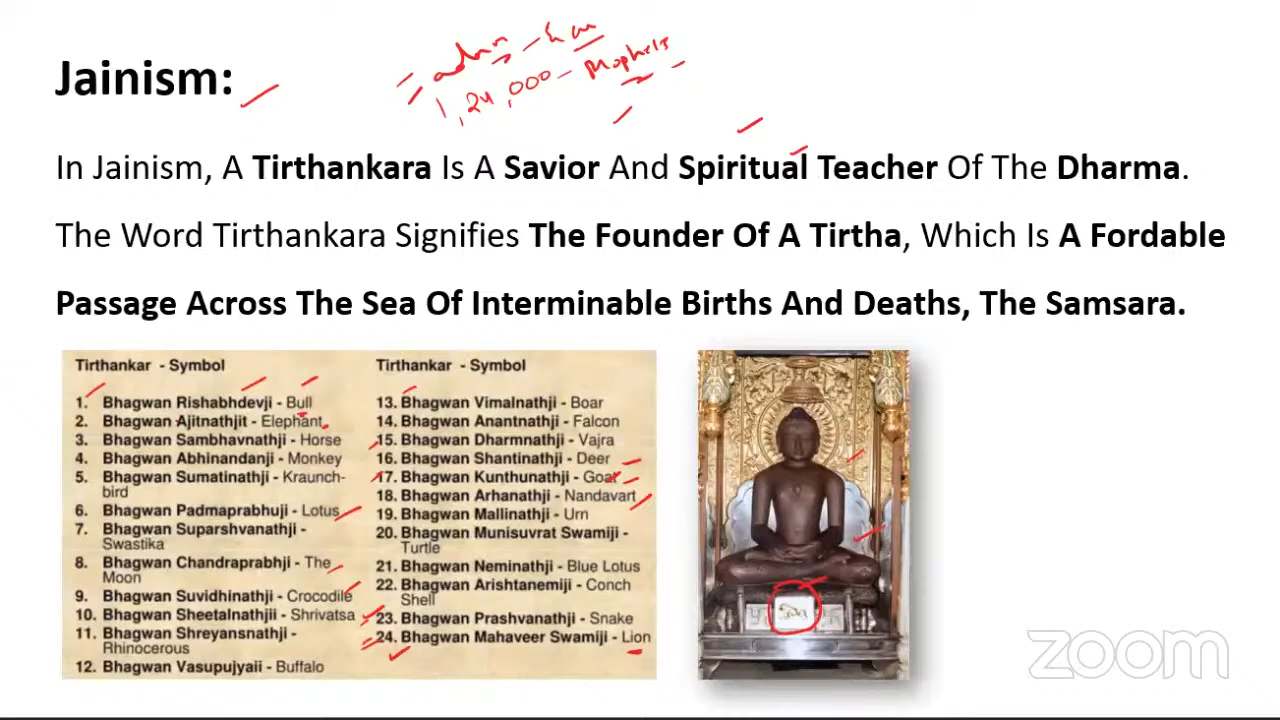 Jainism:
1,24,000 – Prophets
In Jainism, A Tirthankara Is A Savior And Spiritual Teacher Of The Dharma.
The Word Tirthankara Signifies The Founder Of A Tirtha, Which Is A Fordable
Passage Across The Sea Of Interminable Births And Deaths, The Samsara.
Tirthankar - Symbol
1. Bhagwan Rishabhdevji - Bull
2. Bhagwan Ajitnathjit - Elephant
3. Bhagwan Sambhavnathji - Horse
4. Bhagwan Abhinandanji - Monkey
5. Bhagwan Sumatinathji - Kraunch-
bird
6. Bhagwan Padmaprabhuji - Lotus
7. Bhagwan Suparshvanathji -
Swastika
8. Bhagwan Chandraprabhji - The
Moon
9. Bhagwan Suvidhinathji - Crocodile
10. Bhagwan Sheetalnathjii - Shrivatsa
11. Bhagwan Shreyansnathji -
Rhinocerous
12. Bhagwan Vasupujyaii - Buffalo
Tirthankar - Symbol
13. Bhagwan Vimalnathji - Boar
14. Bhagwan Anantnathji - Falcon
15. Bhagwan Dharmnathji - Vajra
16. Bhagwan Shantinathji - Deer
17. Bhagwan Kunthunathji - Goat
18. Bhagwan Arhanathji - Nandavart
19. Bhagwan Mallinathji - Urn
20. Bhagwan Munisuvrat Swamiji -
Turtle
21. Bhagwan Neminathji - Blue Lotus
22. Bhagwan Arishtanemiji - Conch
Shell
23. Bhagwan Prashvanathji - Snake
24. Bhagwan Mahaveer Swamiji - Lion
zoom